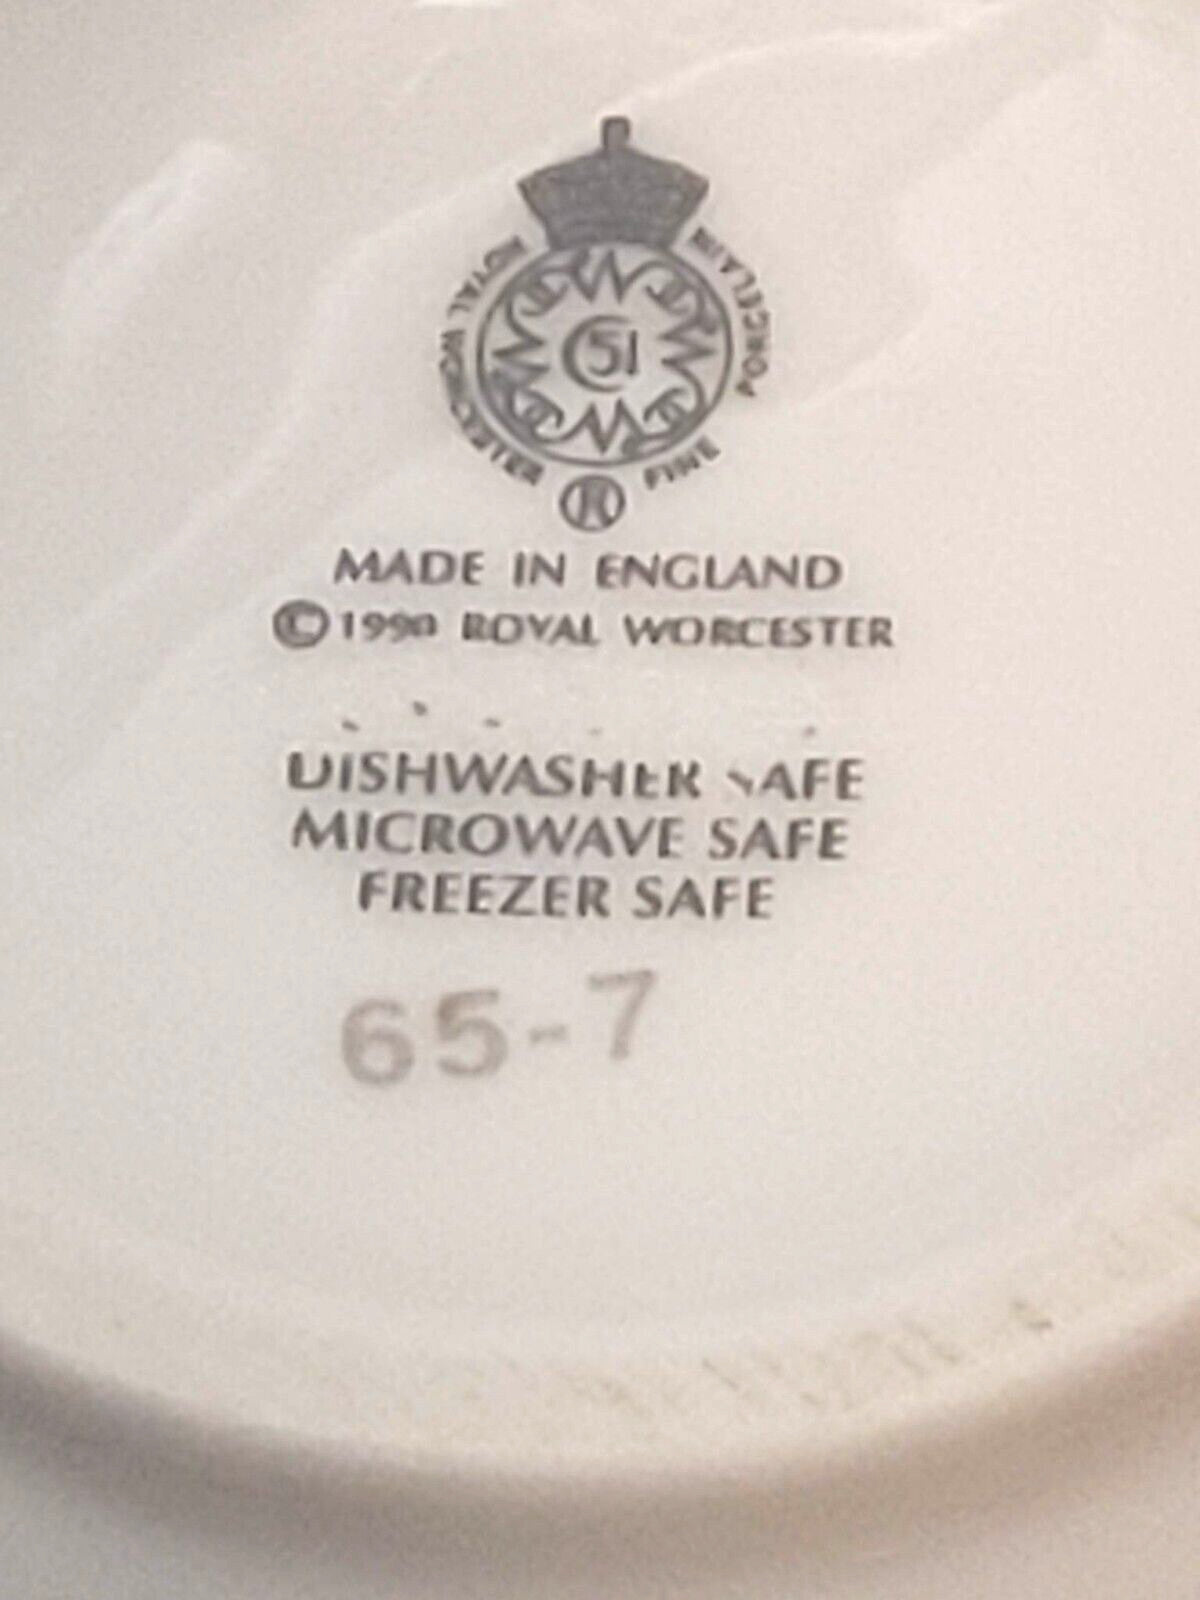 ROYAL WORCESTER FINE PORCELAIN
51
R
MADE IN ENGLAND
© 1990 ROYAL WORCESTER
DISHWASHER SAFE
MICROWAVE SAFE
FREEZER SAFE
65-7